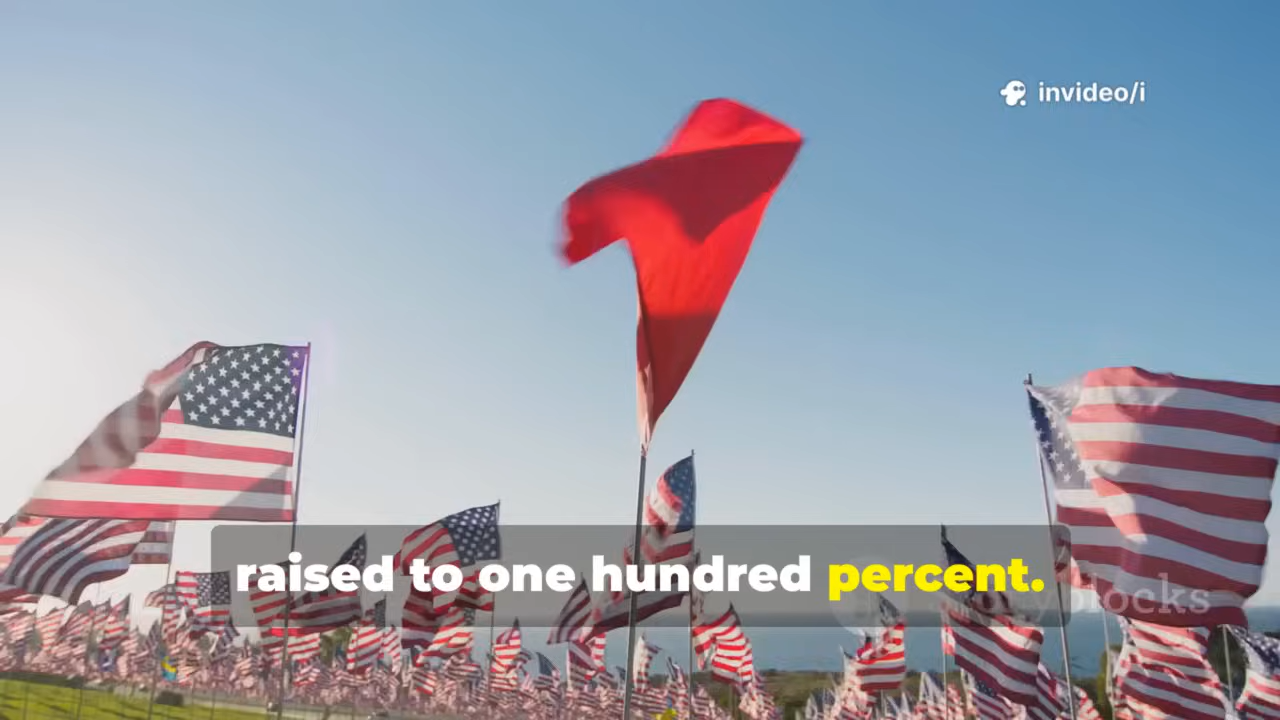 invideo/i
raised to one hundred percent.